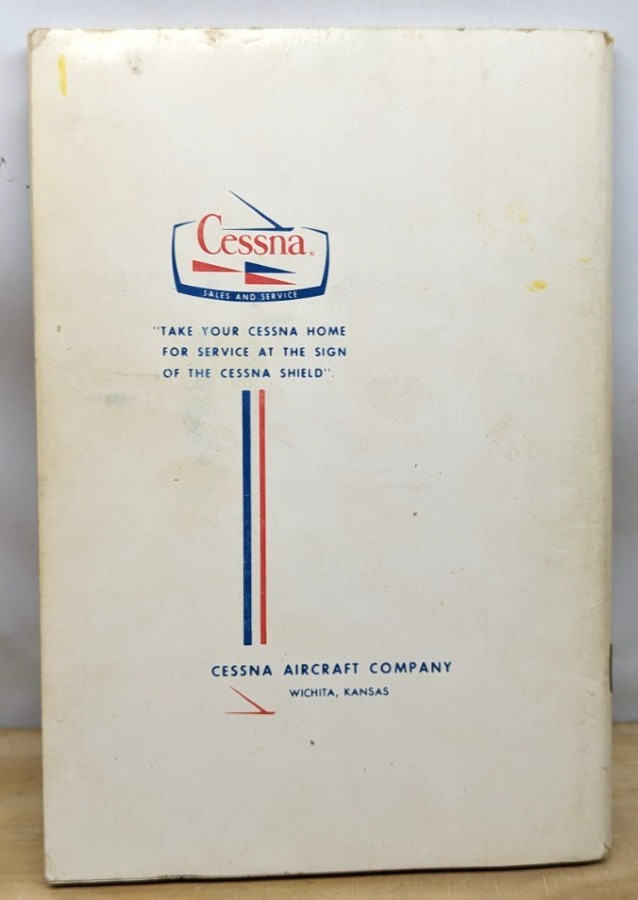 Cessna®
SALES AND SERVICE
"TAKE YOUR CESSNA HOME
FOR SERVICE AT THE SIGN
OF THE CESSNA SHIELD".
CESSNA AIRCRAFT COMPANY
WICHITA, KANSAS